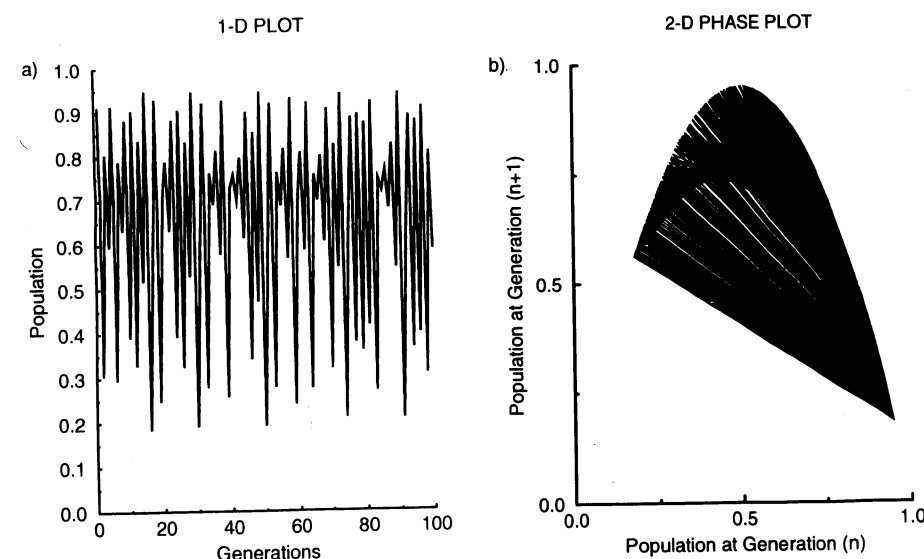 1-D PLOT
a)
1.0
0.9
0.8
0.7
0.6
0.5
0.4
0.3
0.2
0.1
0.0
Population
0 20 40 60 80 100
Generations
2-D PHASE PLOT
b).
1.0
0.5
0.0
Population at Generation (n+1)
0.0 0.5 1.0
Population at Generation (n)